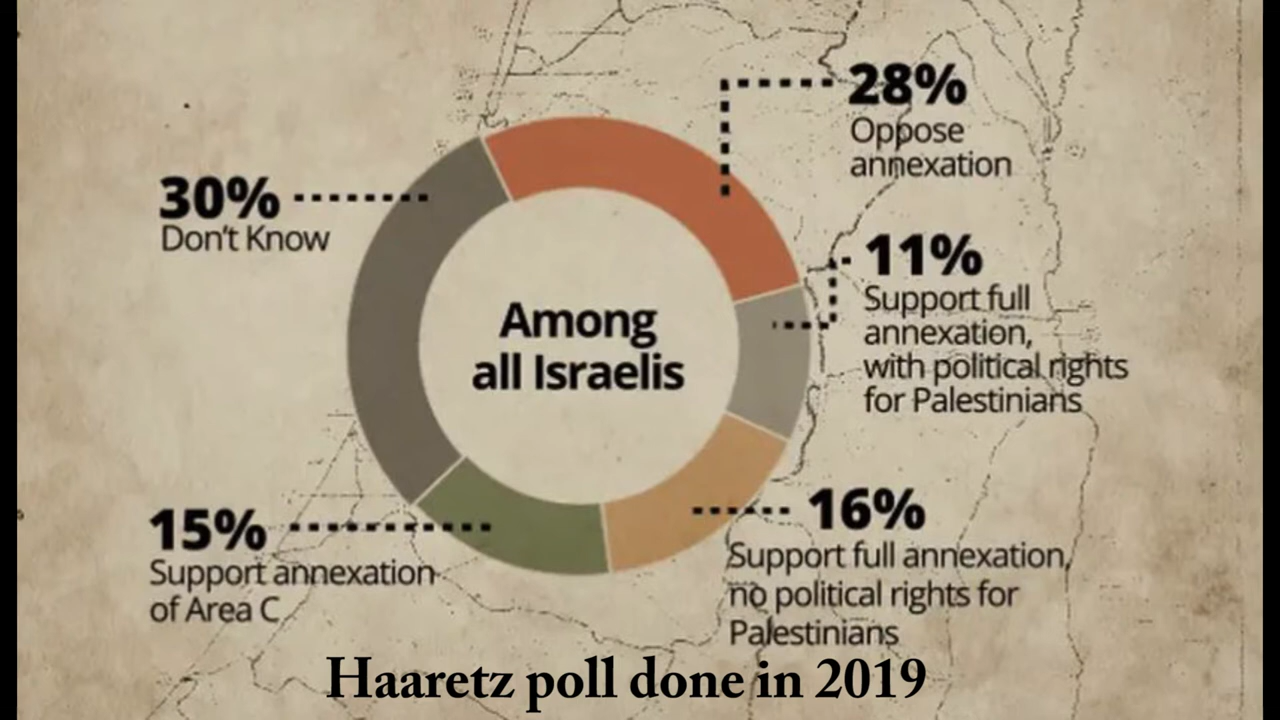 28%
Oppose
annexation
30%
Don't Know
11%
Support full
annexation,
with political rights
for Palestinians
Among
all Israelis
15%
Support annexation
of Area C
16%
Support full annexation,
no political rights for
Palestinians
Haaretz poll done in 2019